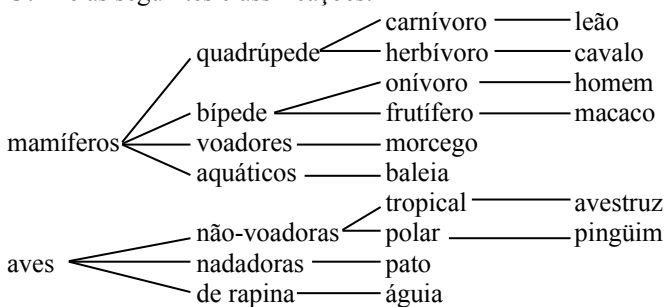 carnívoro leão
quadrúpede herbívoro cavalo
onívoro homem
bípede frutífero macaco
mamíferos voadores morcego
aquáticos baleia
tropical avestruz
não-voadoras polar pingüim
aves nadadoras pato
de rapina águia